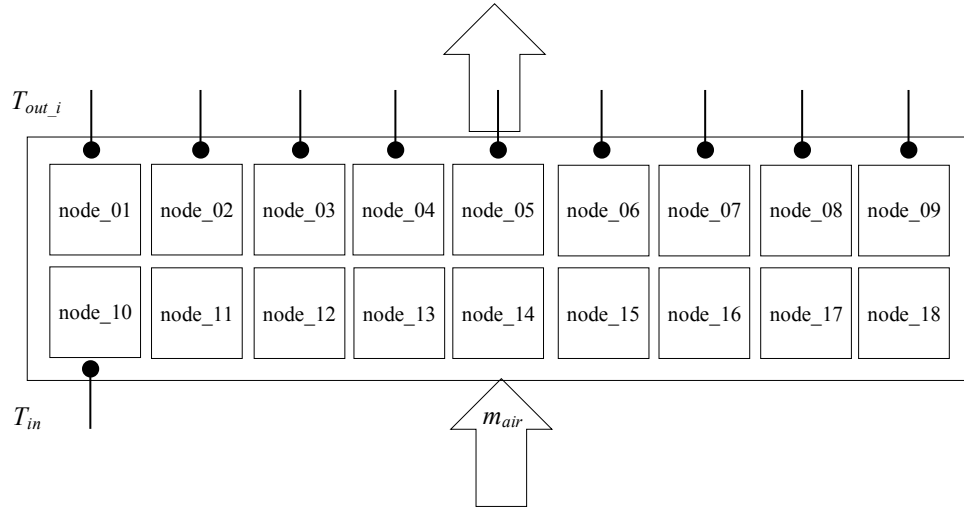 T_out_i
node_01 node_02 node_03 node_04 node_05 node_06 node_07 node_08 node_09
node_10 node_11 node_12 node_13 node_14 node_15 node_16 node_17 node_18
T_in
m_air